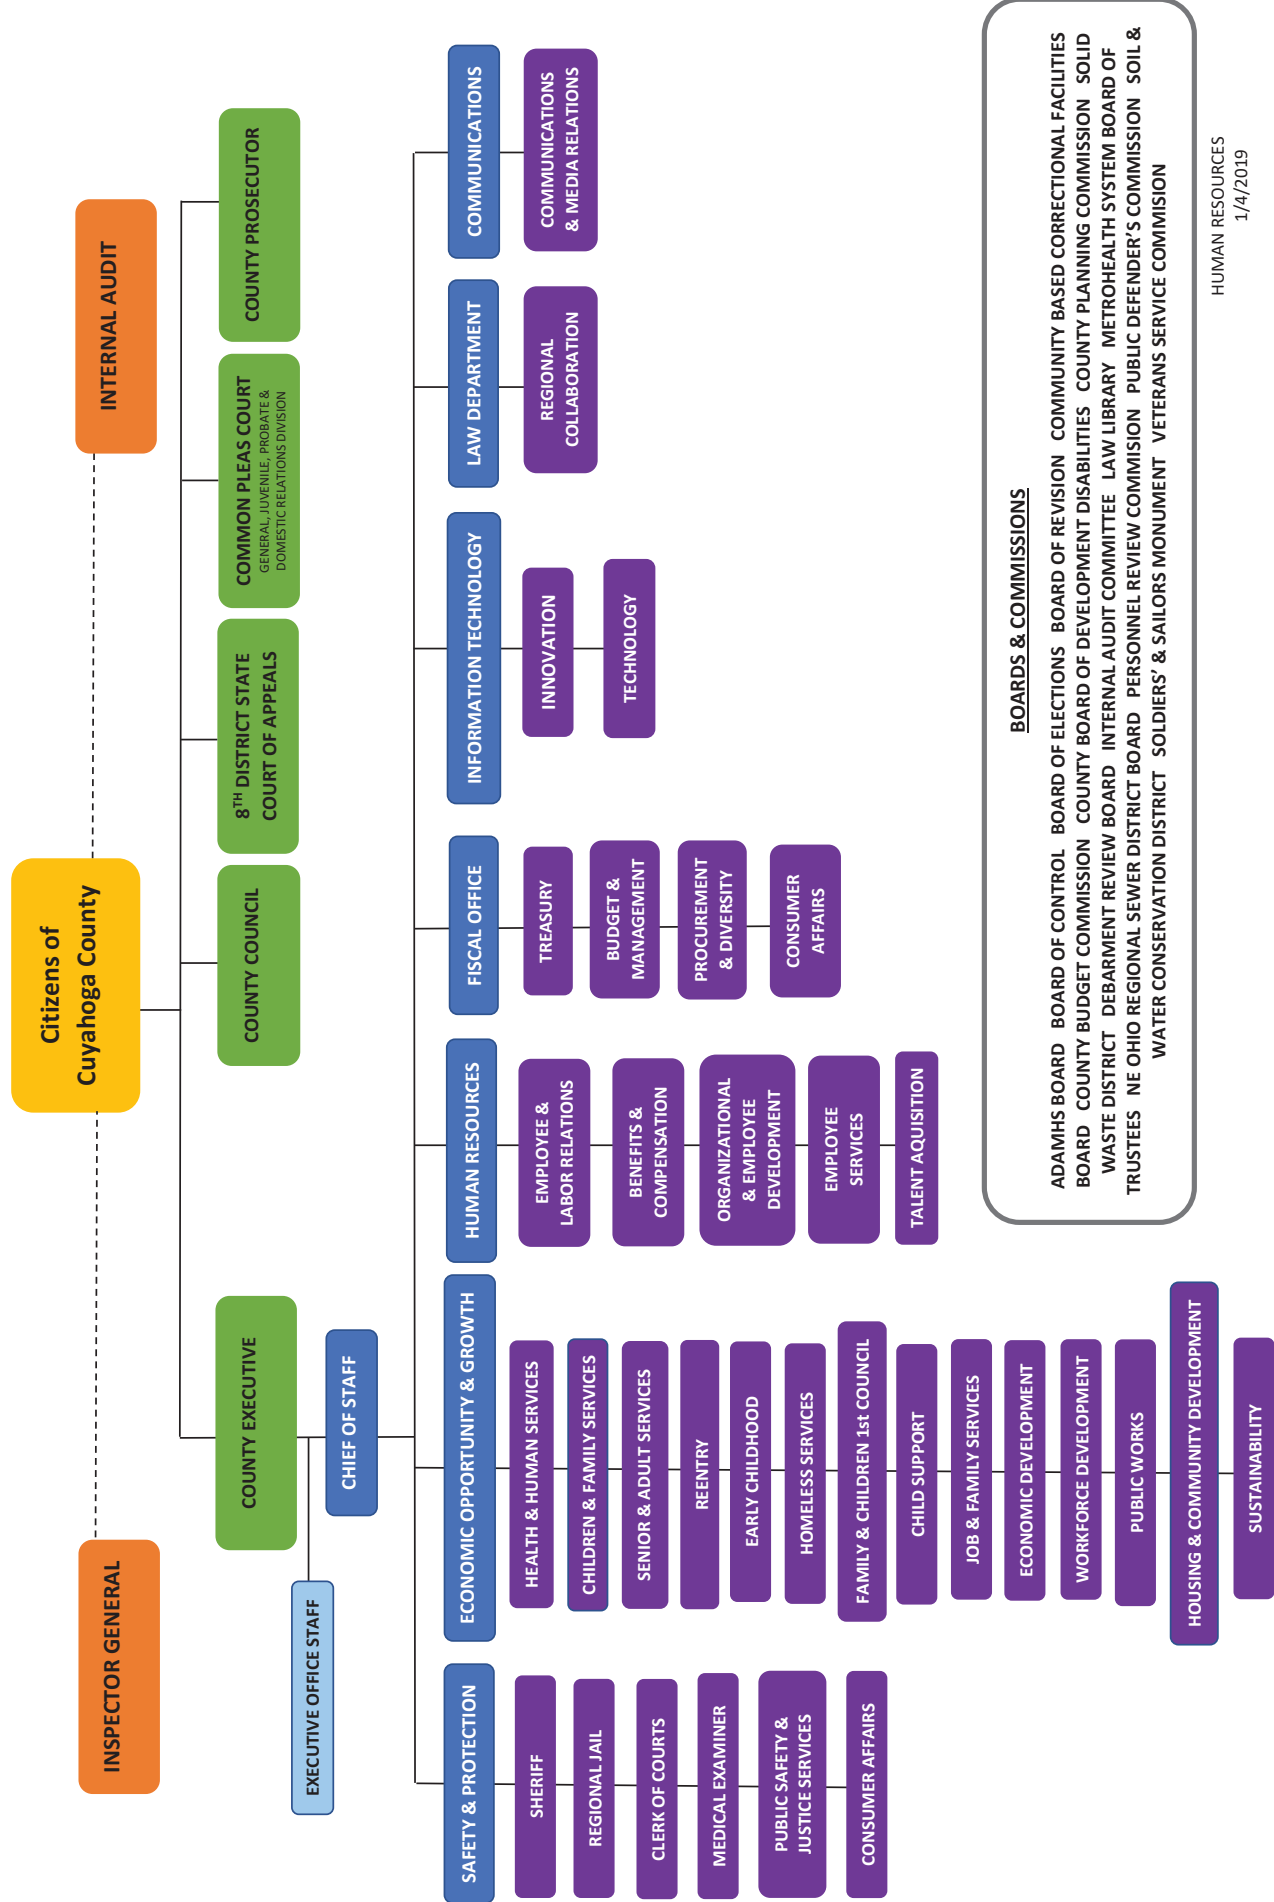 Citizens of
Cuyahoga County
INSPECTOR GENERAL
INTERNAL AUDIT
COUNTY EXECUTIVE
COUNTY COUNCIL
8TH DISTRICT STATE
COURT OF APPEALS
COMMON PLEAS COURT
GENERAL, JUVENILE, PROBATE &
DOMESTIC RELATIONS DIVISION
COUNTY PROSECUTOR
EXECUTIVE OFFICE STAFF
CHIEF OF STAFF
SAFETY & PROTECTION
SHERIFF
REGIONAL JAIL
CLERK OF COURTS
MEDICAL EXAMINER
PUBLIC SAFETY &
JUSTICE SERVICES
CONSUMER AFFAIRS
ECONOMIC OPPORTUNITY & GROWTH
HEALTH & HUMAN SERVICES
CHILDREN & FAMILY SERVICES
SENIOR & ADULT SERVICES
REENTRY
EARLY CHILDHOOD
HOMELESS SERVICES
FAMILY & CHILDREN 1st COUNCIL
CHILD SUPPORT
JOB & FAMILY SERVICES
ECONOMIC DEVELOPMENT
WORKFORCE DEVELOPMENT
PUBLIC WORKS
HOUSING & COMMUNITY DEVELOPMENT
SUSTAINABILITY
HUMAN RESOURCES
EMPLOYEE &
LABOR RELATIONS
BENEFITS &
COMPENSATION
ORGANIZATIONAL
& EMPLOYEE
DEVELOPMENT
EMPLOYEE
SERVICES
TALENT AQUISITION
FISCAL OFFICE
TREASURY
BUDGET &
MANAGEMENT
PROCUREMENT
& DIVERSITY
CONSUMER
AFFAIRS
INFORMATION TECHNOLOGY
INNOVATION
TECHNOLOGY
LAW DEPARTMENT
REGIONAL
COLLABORATION
COMMUNICATIONS
COMMUNICATIONS
& MEDIA RELATIONS
BOARDS & COMMISSIONS
ADAMHS BOARD BOARD OF CONTROL BOARD OF ELECTIONS BOARD OF REVISION COMMUNITY BASED CORRECTIONAL FACILITIES
BOARD COUNTY BUDGET COMMISSION COUNTY BOARD OF DEVELOPMENT DISABILITIES COUNTY PLANNING COMMISSION SOLID
WASTE DISTRICT DEBARMENT REVIEW BOARD INTERNAL AUDIT COMMITTEE LAW LIBRARY METROHEALTH SYSTEM BOARD OF
TRUSTEES NE OHIO REGIONAL SEWER DISTRICT BOARD PERSONNEL REVIEW COMMISION PUBLIC DEFENDER'S COMMISSION SOIL &
WATER CONSERVATION DISTRICT SOLDIERS' & SAILORS MONUMENT VETERANS SERVICE COMMISION
HUMAN RESOURCES
1/4/2019